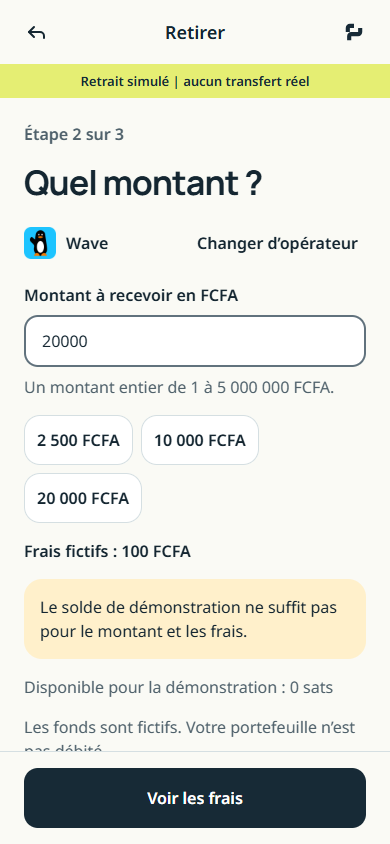 Retirer
Retrait simulé | aucun transfert réel
Étape 2 sur 3
Quel montant ?
Wave
Changer d’opérateur
Montant à recevoir en FCFA
20000
Un montant entier de 1 à 5 000 000 FCFA.
2 500 FCFA
10 000 FCFA
20 000 FCFA
Frais fictifs : 100 FCFA
Le solde de démonstration ne suffit pas
pour le montant et les frais.
Disponible pour la démonstration : 0 sats
Les fonds sont fictifs. Votre portefeuille n’est
pas débité
Voir les frais